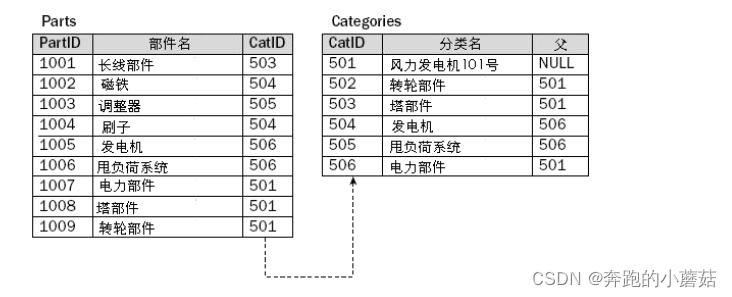 Parts
PartID 部件名 CatID
1001 长线部件 503
1002 磁铁 504
1003 调整器 505
1004 刷子 504
1005 发电机 506
1006 甩负荷系统 506
1007 电力部件 501
1008 塔部件 501
1009 转轮部件 501
Categories
CatID 分类名 父
501 风力发电机101号 NULL
502 转轮部件 501
503 塔部件 501
504 发电机 506
505 甩负荷系统 506
506 电力部件 501
CSDN @奔跑的小蘑菇